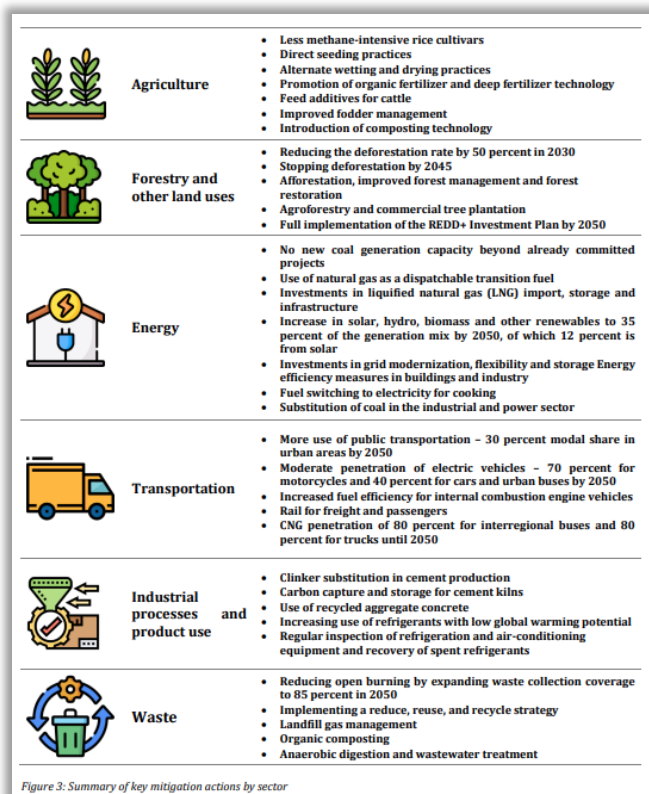 Agriculture
• Less methane-intensive rice cultivars
• Direct seeding practices
• Alternate wetting and drying practices
• Promotion of organic fertilizer and deep fertilizer technology
• Feed additives for cattle
• Improved fodder management
• Introduction of composting technology
Forestry and
other land uses
• Reducing the deforestation rate by 50 percent in 2030
• Stopping deforestation by 2045
• Afforestation, improved forest management and forest
restoration
• Agroforestry and commercial tree plantation
• Full implementation of the REDD+ Investment Plan by 2050
Energy
• No new coal generation capacity beyond already committed
projects
• Use of natural gas as a dispatchable transition fuel
• Investments in liquified natural gas (LNG) import, storage and
infrastructure
• Increase in solar, hydro, biomass and other renewables to 35
percent of the generation mix by 2050, of which 12 percent is
from solar
• Investments in grid modernization, flexibility and storage Energy
efficiency measures in buildings and industry
• Fuel switching to electricity for cooking
• Substitution of coal in the industrial and power sector
Transportation
• More use of public transportation – 30 percent modal share in
urban areas by 2050
• Moderate penetration of electric vehicles – 70 percent for
motorcycles and 40 percent for cars and urban buses by 2050
• Increased fuel efficiency for internal combustion engine vehicles
• Rail for freight and passengers
• CNG penetration of 80 percent for interregional buses and 80
percent for trucks until 2050
Industrial
processes and
product use
• Clinker substitution in cement production
• Carbon capture and storage for cement kilns
• Use of recycled aggregate concrete
• Increasing use of refrigerants with low global warming potential
• Regular inspection of refrigeration and air-conditioning
equipment and recovery of spent refrigerants
Waste
• Reducing open burning by expanding waste collection coverage
to 85 percent in 2050
• Implementing a reduce, reuse, and recycle strategy
• Landfill gas management
• Organic composting
• Anaerobic digestion and wastewater treatment
Figure 3: Summary of key mitigation actions by sector